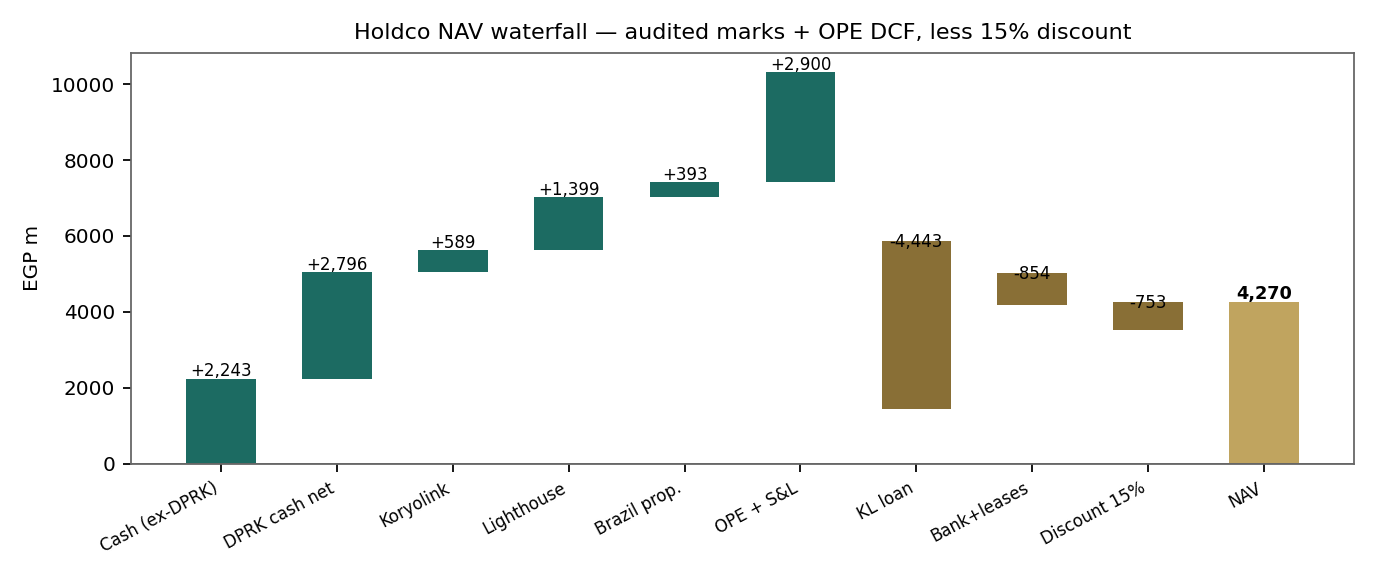 Holdco NAV waterfall — audited marks + OPE DCF, less 15% discount
EGP m
10000
8000
6000
4000
2000
0
+2,243
+2,796
+589
+1,399
+393
+2,900
-4,443
-854
-753
4,270
Cash (ex-DPRK)
DPRK cash net
Koryolink
Lighthouse
Brazil prop.
OPE + S&L
KL loan
Bank+leases
Discount 15%
NAV